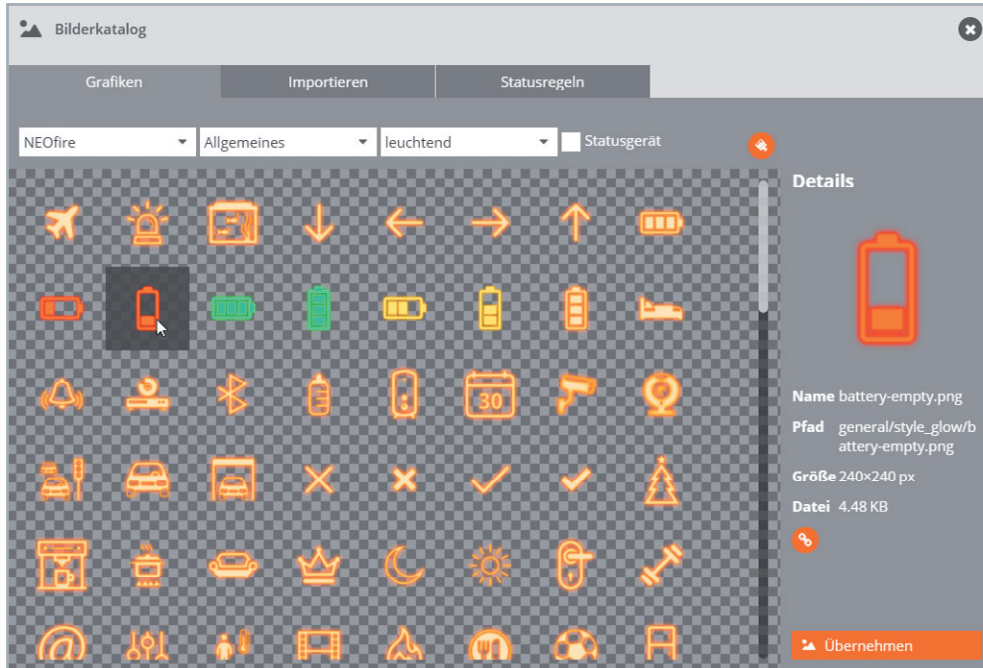 Bilderkatalog
Grafiken
Importieren
Statusregeln
NEOfire
Allgemeines
leuchtend
Statusgerät
Details
30
Name battery-empty.png
Pfad general/style_glow/b
attery-empty.png
Größe 240×240 px
Datei 4.48 KB
@
Übernehmen